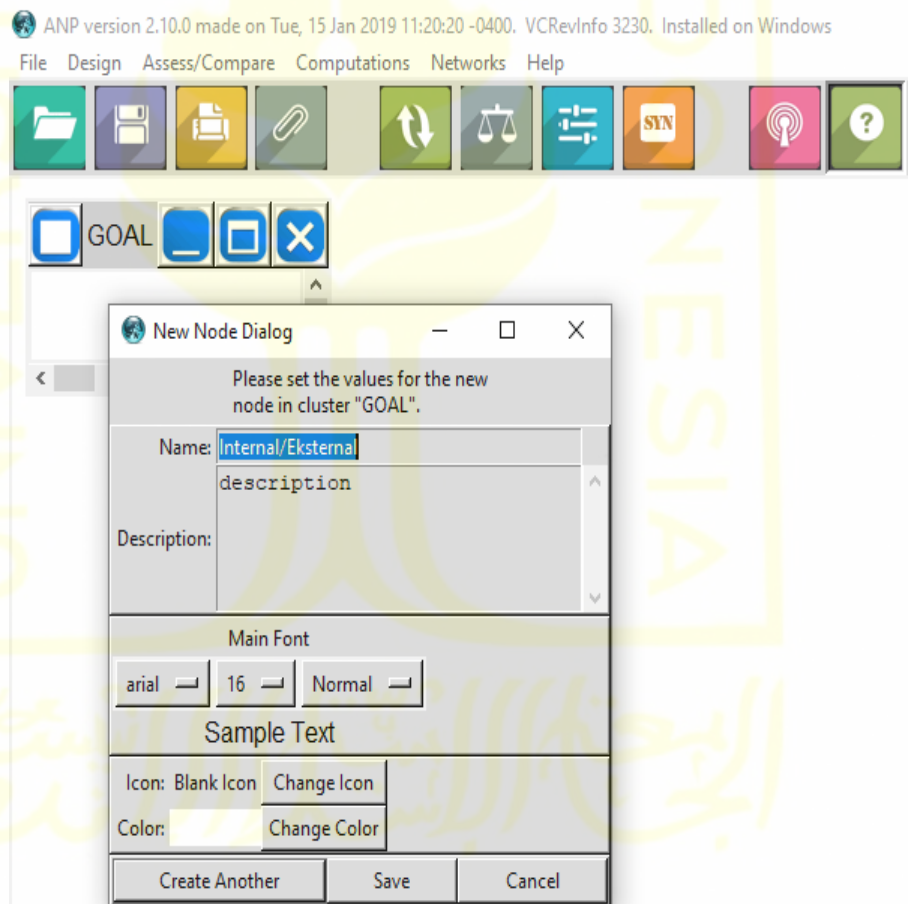 ANP version 2.10.0 made on Tue, 15 Jan 2019 11:20:20 -0400. VCRevInfo 3230. Installed on Windows
File Design Assess/Compare Computations Networks Help
SYN
?
GOAL
New Node Dialog
Please set the values for the new
node in cluster "GOAL".
Name: Internal/Eksternal
description
Description:
Main Font
arial 16 Normal
Sample Text
Icon: Blank Icon Change Icon
Color: Change Color
Create Another Save Cancel